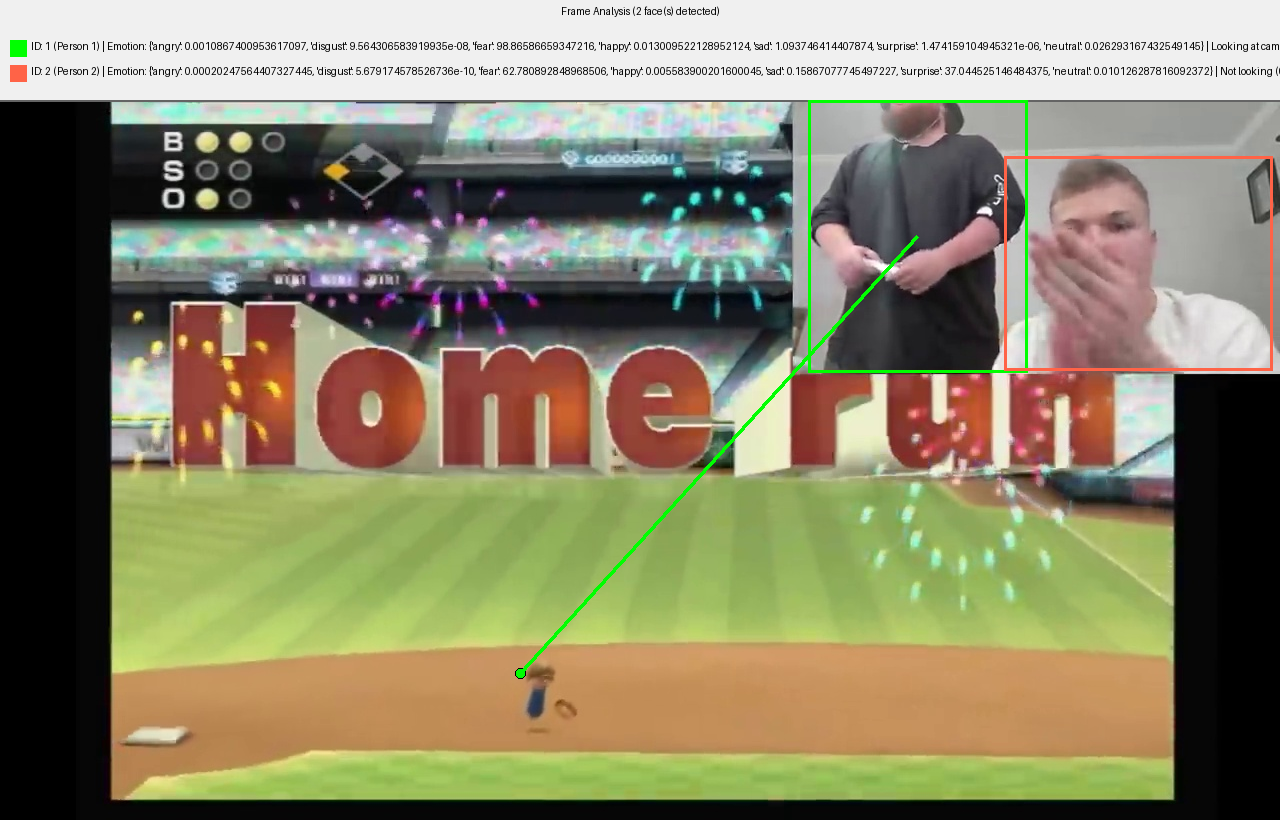 Frame Analysis (2 face(s) detected)
ID: 1 (Person 1) | Emotion: {'angry': 0.0010867400953617097, 'disgust': 9.564306583919935e-08, 'fear': 98.86586659347216, 'happy': 0.013009522128952124, 'sad': 1.093746414407874, 'surprise': 1.474159104945321e-06, 'neutral': 0.026293167432549145} | Looking at cam
ID: 2 (Person 2) | Emotion: {'angry': 0.00020247564407327445, 'disgust': 5.679174578526736e-10, 'fear': 62.780892848968506, 'happy': 0.005583900201600045, 'sad': 0.15867077745497227, 'surprise': 37.044525146484375, 'neutral': 0.010126287816092372} | Not looking (
B
S
O
Home run